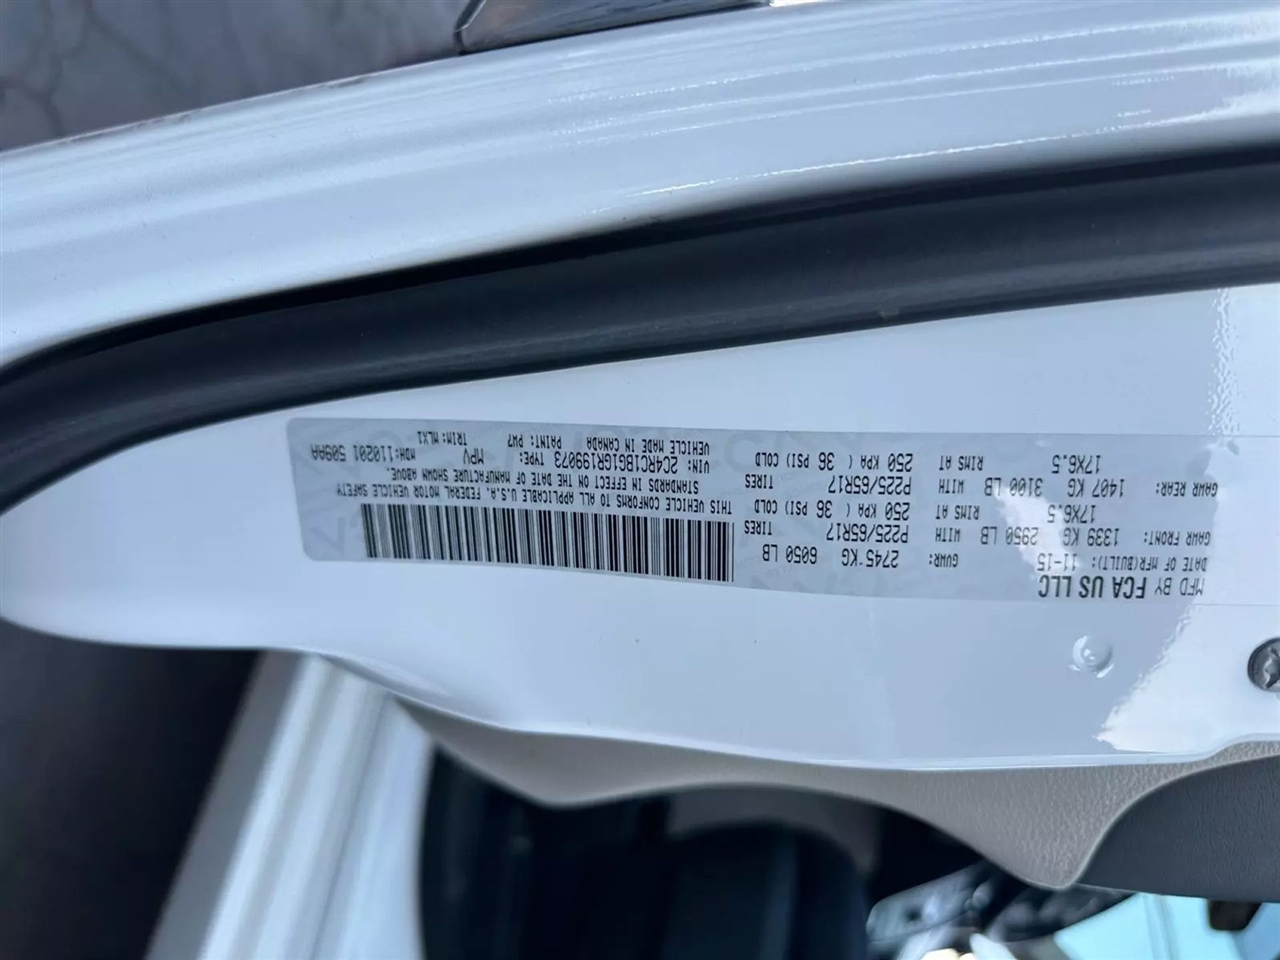 MFD BY FCA US LLC
DATE OF MFR(BUILT): 11-15 GVWR: 2745 KG 6050 LB
GAWR FRONT: 1339 KG 2950 LB WITH P225/65R17 TIRES
17X6.5 RIMS AT 250 KPA ( 36 PSI) COLD
GAWR REAR: 1407 KG 3100 LB WITH P225/65R17 TIRES
17X6.5 RIMS AT 250 KPA ( 36 PSI) COLD
THIS VEHICLE CONFORMS TO ALL APPLICABLE U.S.A. FEDERAL MOTOR VEHICLE SAFETY
STANDARDS IN EFFECT ON THE DATE OF MANUFACTURE SHOWN ABOVE.
VIN: 2C4RC1BG1GR199073 TYPE: MPV MDH:110201 509AA
VEHICLE MADE IN CANADA PAINT: PW7 TRIM: MLX1